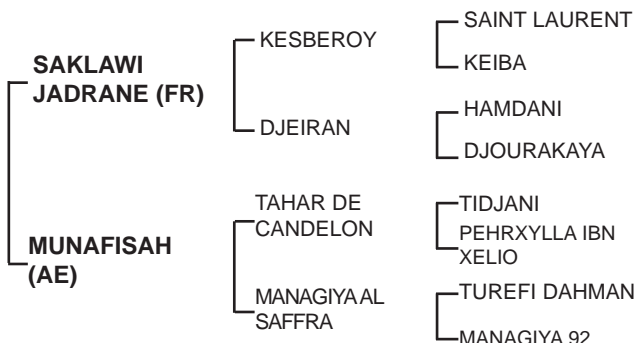 SAKLAWI
JADRANE (FR)
MUNAFISAH
(AE)
KESBEROY
DJEIRAN
TAHAR DE
CANDELON
MANAGIYA AL
SAFFRA
SAINT LAURENT
KEIBA
HAMDANI
DJOURAKAYA
TIDJANI
PEHRXYLLA IBN
XELIO
TUREFI DAHMAN
MANAGIYA 92